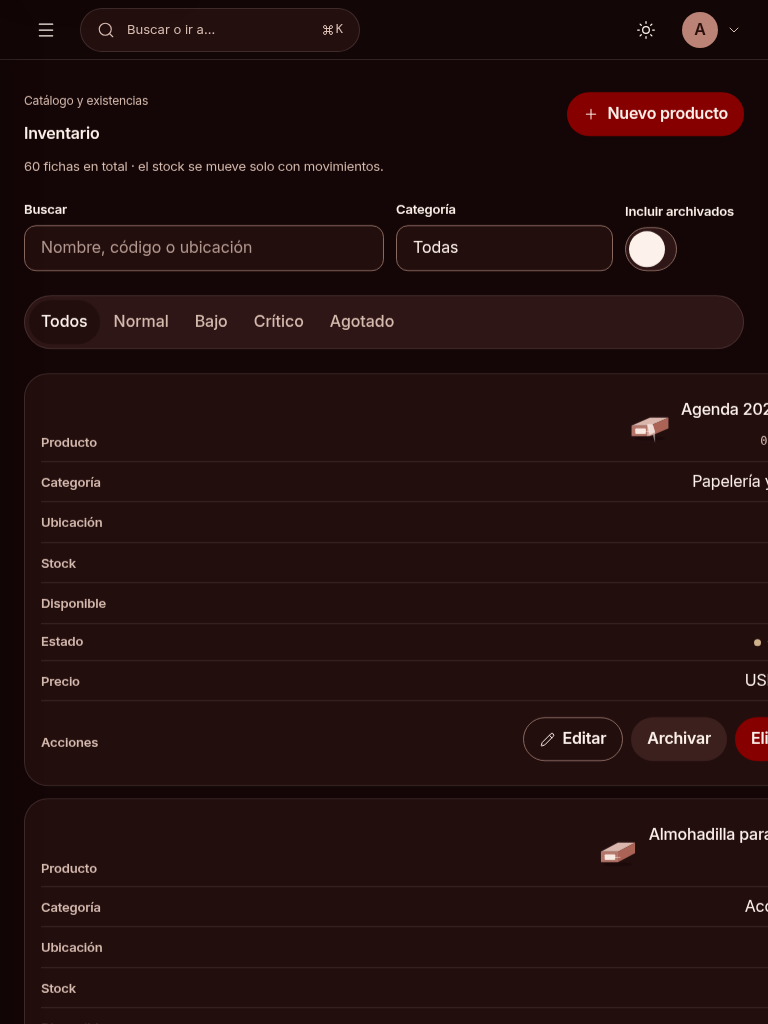 Buscar o ir a... ⌘K
A
Catálogo y existencias
Inventario
60 fichas en total · el stock se mueve solo con movimientos.
+ Nuevo producto
Buscar
Nombre, código o ubicación
Categoría
Todas
Incluir archivados
Todos Normal Bajo Crítico Agotado
Producto Agenda 202
0
Categoría Papelería y
Ubicación
Stock
Disponible
Estado
Precio US
Acciones Editar Archivar Eli
Producto Almohadilla para
Categoría Acc
Ubicación
Stock